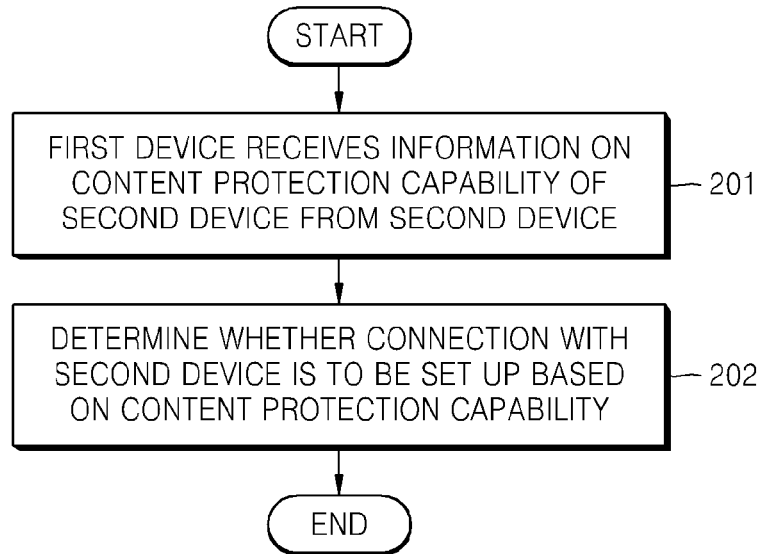 START
FIRST DEVICE RECEIVES INFORMATION ON
CONTENT PROTECTION CAPABILITY OF
SECOND DEVICE FROM SECOND DEVICE
201
DETERMINE WHETHER CONNECTION WITH
SECOND DEVICE IS TO BE SET UP BASED
ON CONTENT PROTECTION CAPABILITY
202
END